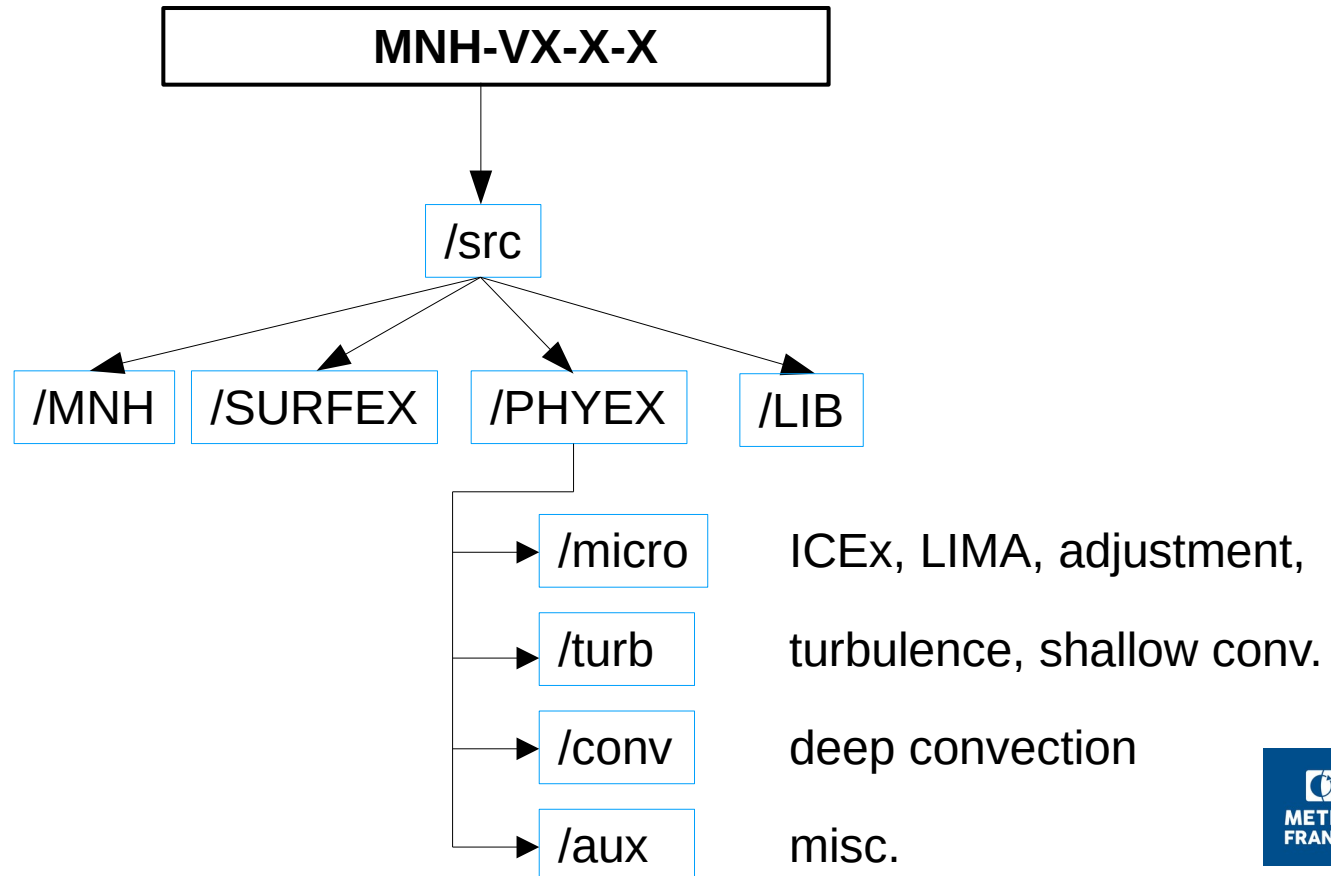 MNH-VX-X-X
/src
/MNH /SURFEX /PHYEX /LIB
/micro ICEx, LIMA, adjustment,
/turb turbulence, shallow conv.
/conv deep convection
/aux misc.